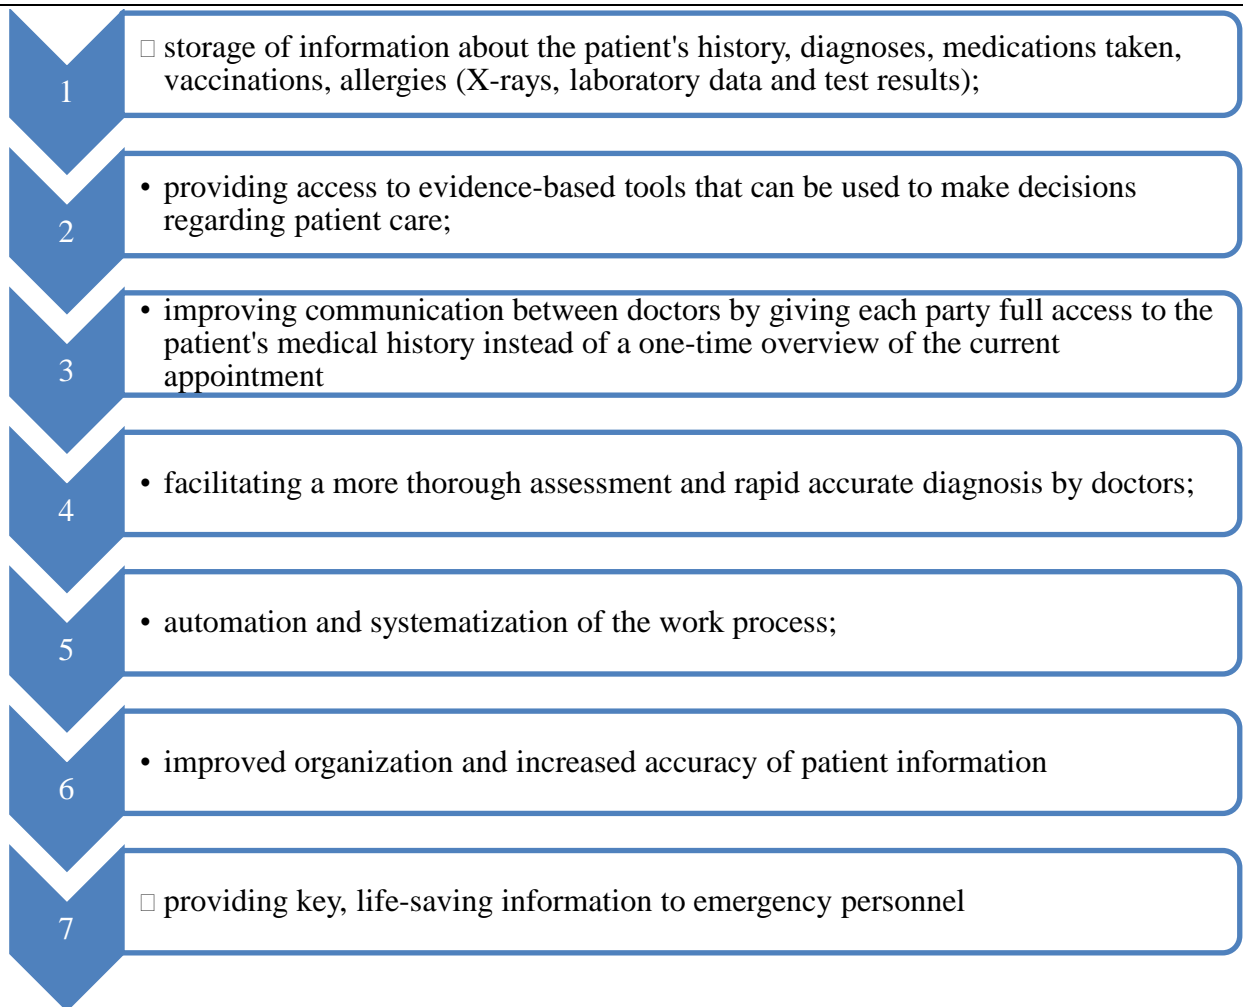 1
□ storage of information about the patient's history, diagnoses, medications taken,
vaccinations, allergies (X-rays, laboratory data and test results);
2
• providing access to evidence-based tools that can be used to make decisions
regarding patient care;
3
• improving communication between doctors by giving each party full access to the
patient's medical history instead of a one-time overview of the current
appointment
4
• facilitating a more thorough assessment and rapid accurate diagnosis by doctors;
5
• automation and systematization of the work process;
6
• improved organization and increased accuracy of patient information
7
□ providing key, life-saving information to emergency personnel